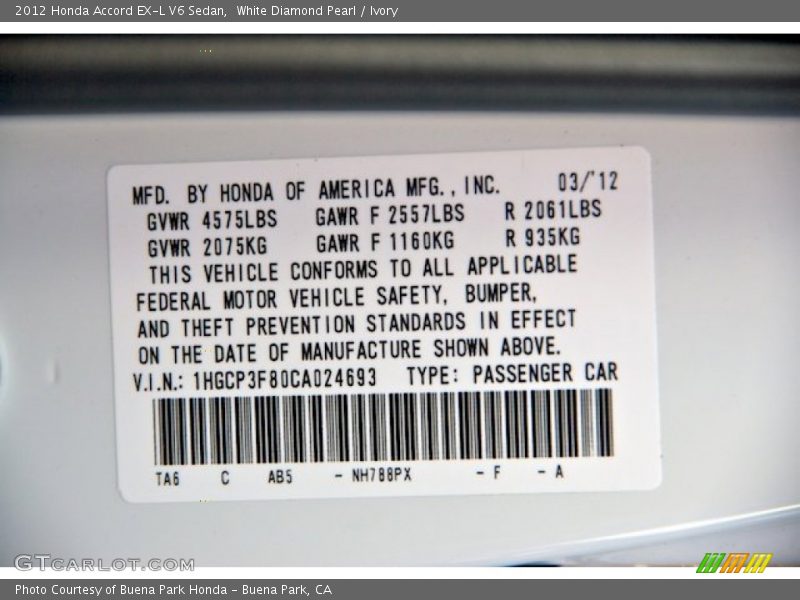 2012 Honda Accord EX-L V6 Sedan,  White Diamond Pearl / Ivory
MFD. BY HONDA OF AMERICA MFG., INC. 03/'12
GVWR 4575LBS GAWR F 2557LBS R 2061LBS
GVWR 2075KG GAWR F 1160KG R 935KG
THIS VEHICLE CONFORMS TO ALL APPLICABLE
FEDERAL MOTOR VEHICLE SAFETY, BUMPER,
AND THEFT PREVENTION STANDARDS IN EFFECT
ON THE DATE OF MANUFACTURE SHOWN ABOVE.
V.I.N.: 1HGCP3F80CA024693 TYPE: PASSENGER CAR
TA6 C AB5 - NH788PX - F - A
GTCARLOT.COM
Photo Courtesy of Buena Park Honda - Buena Park, CA